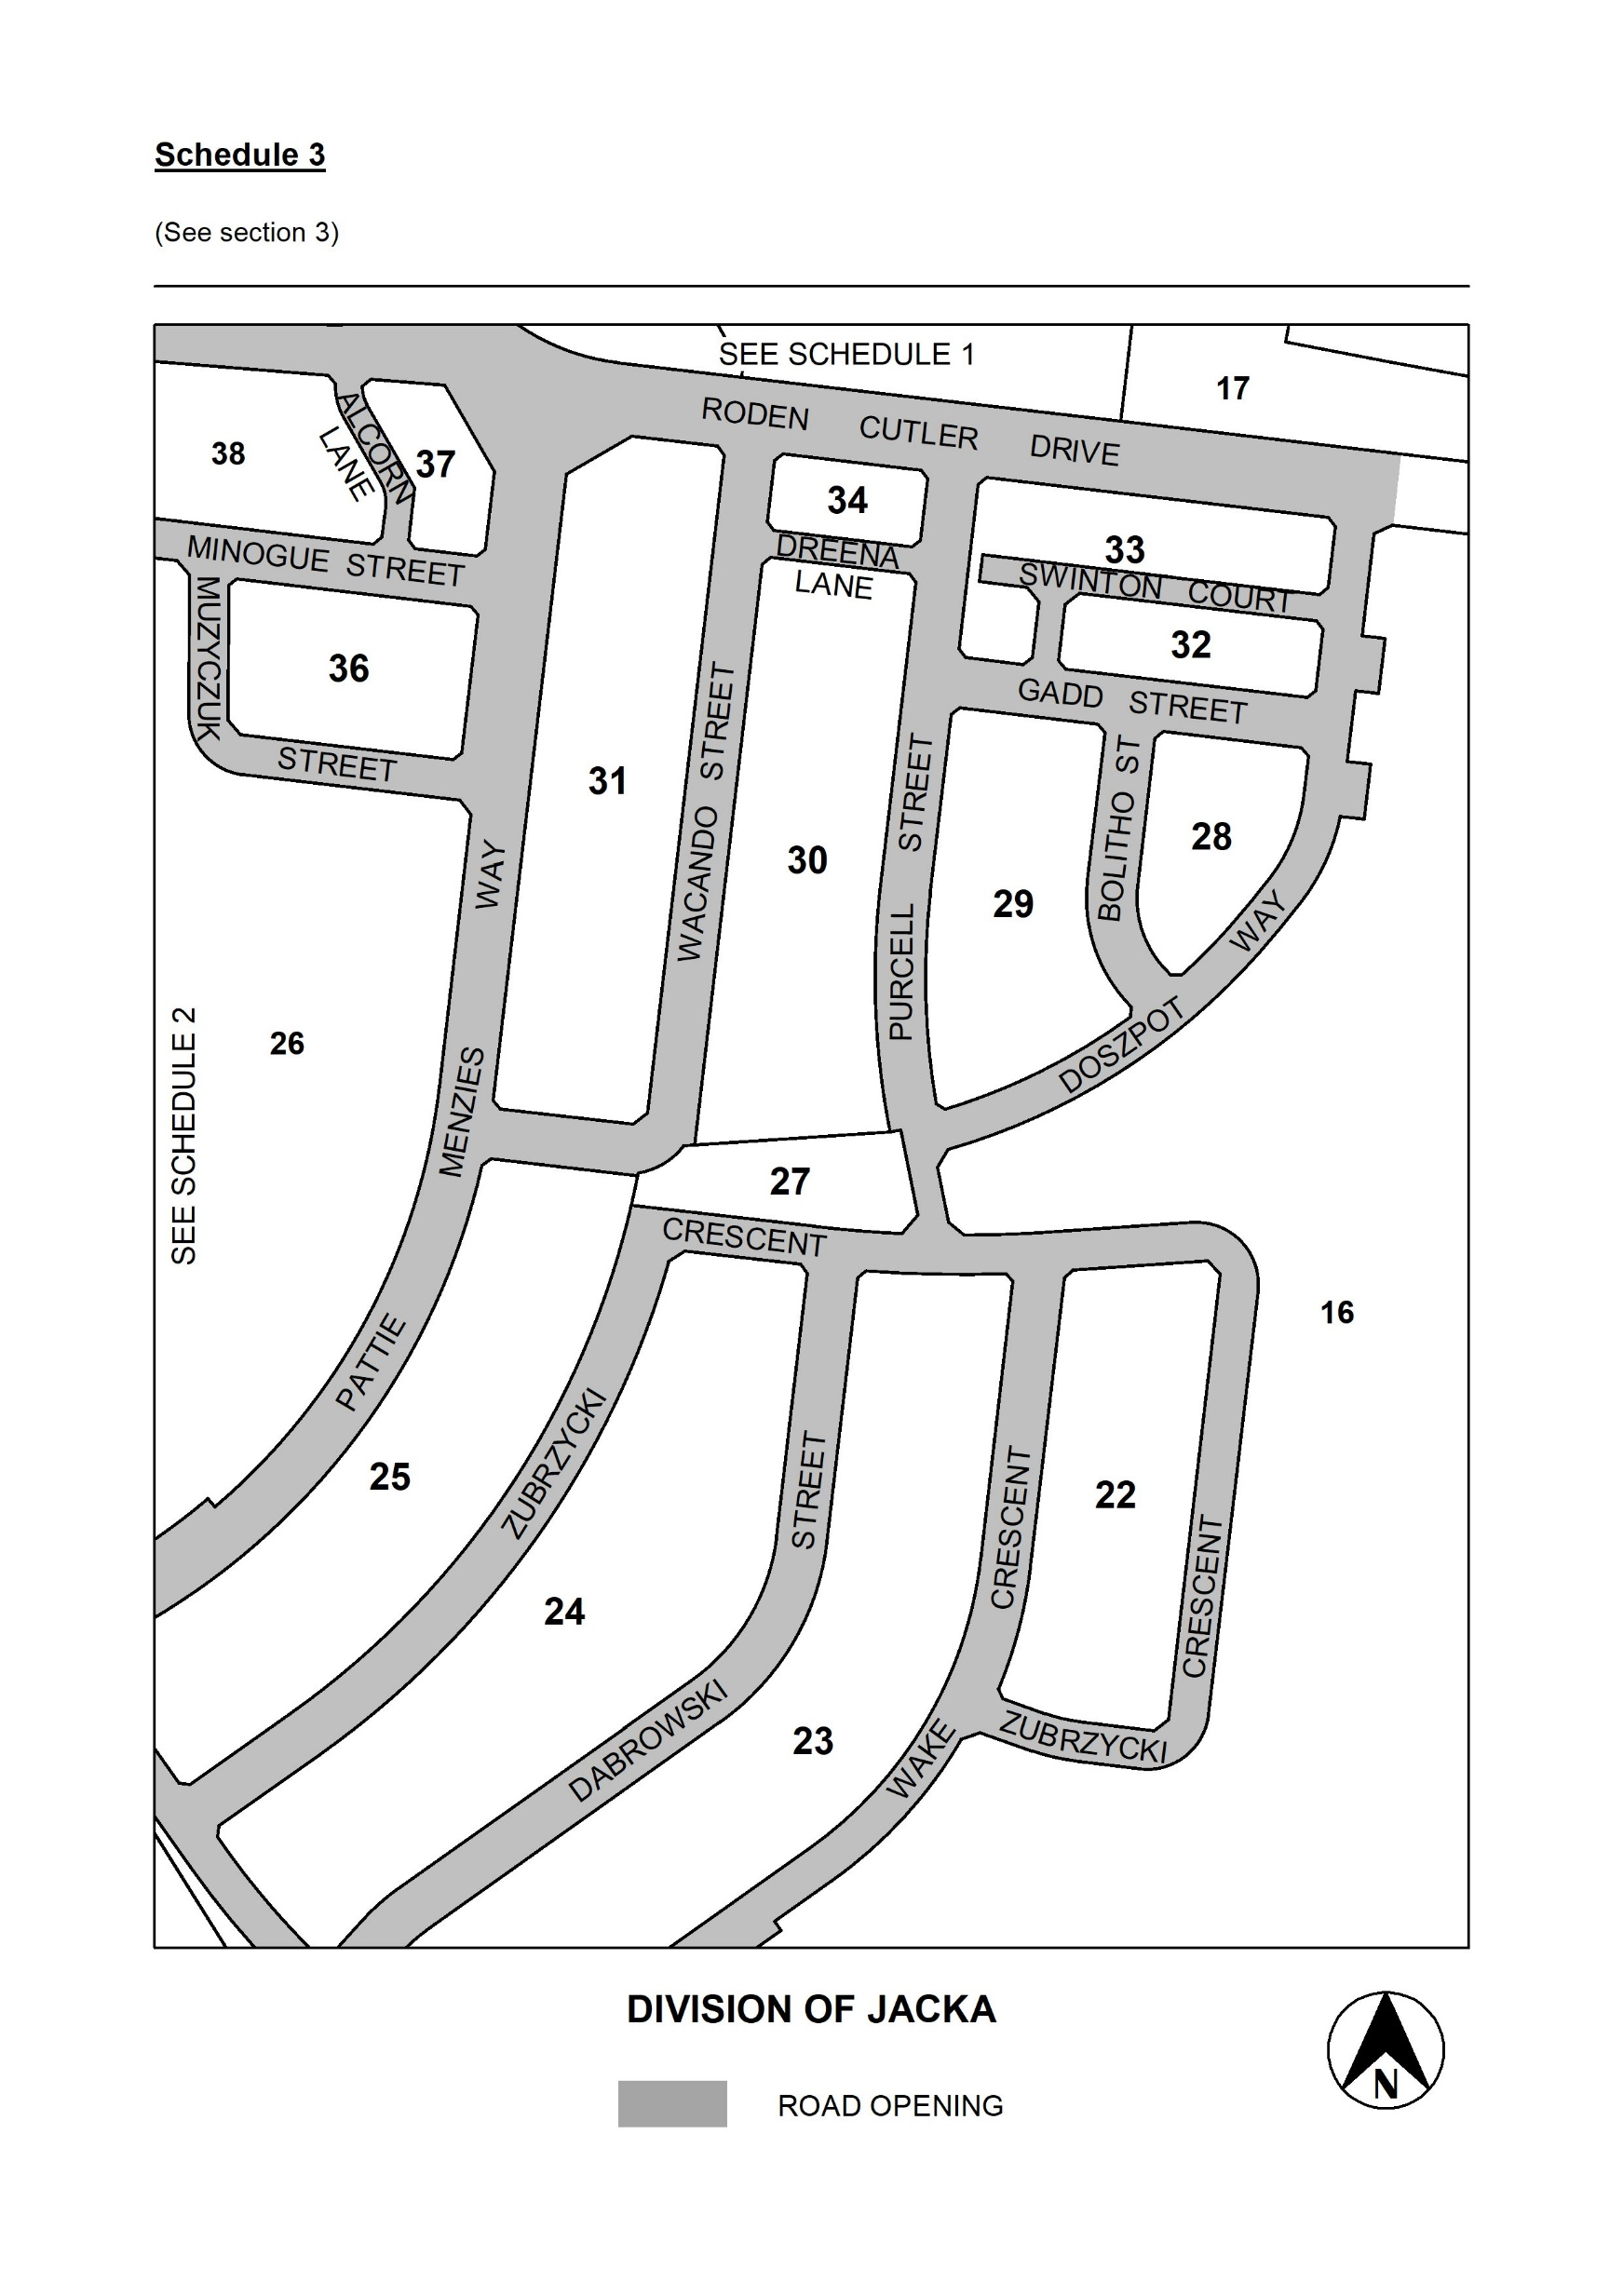 Schedule 3
(See section 3)
SEE SCHEDULE 1
17
RODEN CUTLER DRIVE
ALCORN
LANE
38
37
34
33
DREENA
LANE
MINOGUE STREET
SWINTON COURT
MUZYCZUK
STREET
36
32
GADD STREET
31
WACANDO STREET
30
PURCELL STREET
29
BOLITHO ST
28
DOSZPOT WAY
26
SEE SCHEDULE 2
PATTIE MENZIES WAY
27
CRESCENT
16
25
ZUBRZYCKI
24
DABROWSKI STREET
23
WAKE CRESCENT
22
ZUBRZYCKI
CRESCENT
DIVISION OF JACKA
N
ROAD OPENING